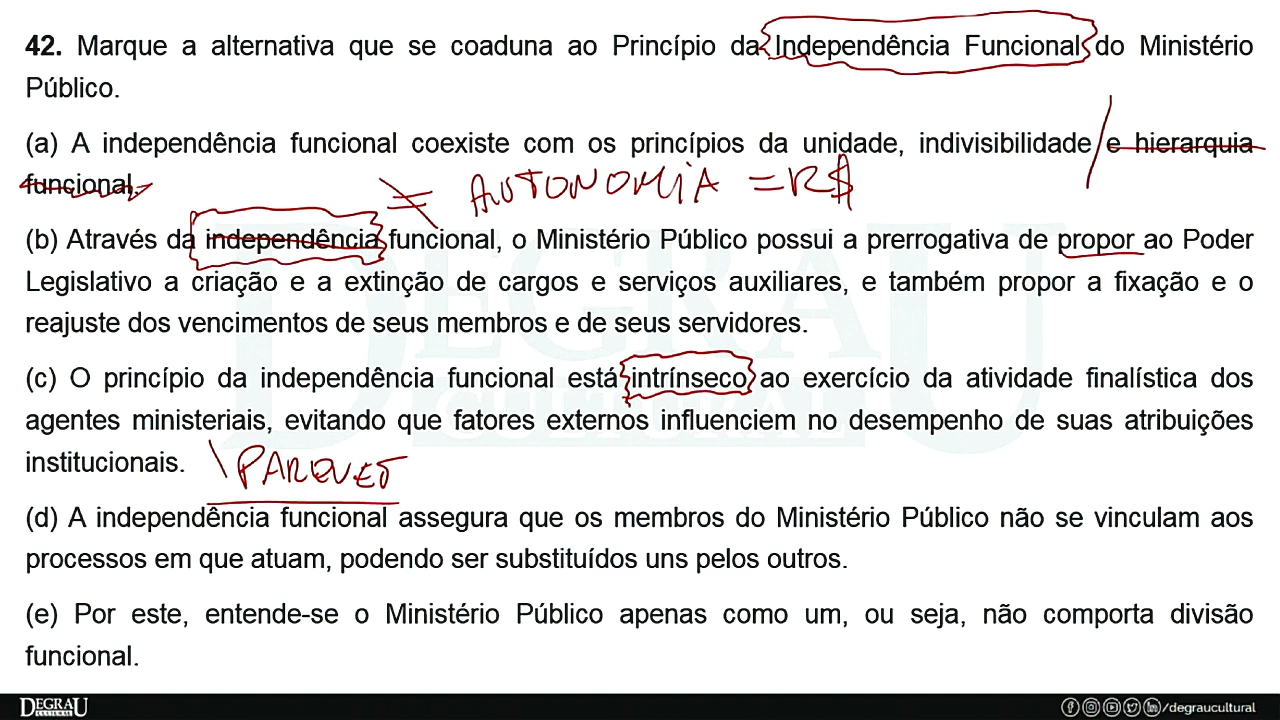 42. Marque a alternativa que se coaduna ao Princípio da Independência Funcional do Ministério
Público.
(a) A independência funcional coexiste com os princípios da unidade, indivisibilidade e hierarquia
funcional.
≠ AUTONOMIA = R$
(b) Através da independência funcional, o Ministério Público possui a prerrogativa de propor ao Poder
Legislativo a criação e a extinção de cargos e serviços auxiliares, e também propor a fixação e o
reajuste dos vencimentos de seus membros e de seus servidores.
(c) O princípio da independência funcional está intrínseco ao exercício da atividade finalística dos
agentes ministeriais, evitando que fatores externos influenciem no desempenho de suas atribuições
institucionais. \ PARQUET
(d) A independência funcional assegura que os membros do Ministério Público não se vinculam aos
processos em que atuam, podendo ser substituídos uns pelos outros.
(e) Por este, entende-se o Ministério Público apenas como um, ou seja, não comporta divisão
funcional.
DEGRAU CULTURAL
DEGRAU CULTURAL /degraucultural